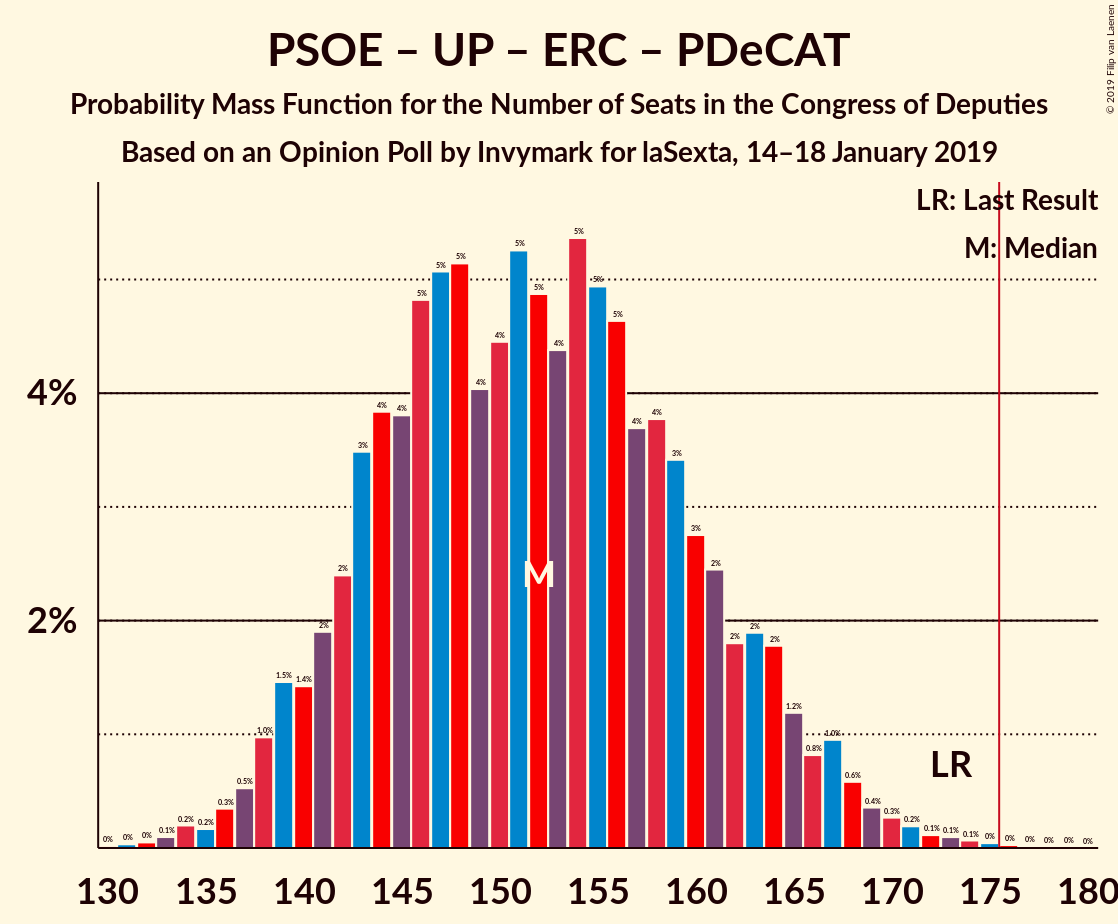 PSOE – UP – ERC – PDeCAT
Probability Mass Function for the Number of Seats in the Congress of Deputies
Based on an Opinion Poll by Invymark for laSexta, 14–18 January 2019
© 2019 Filip van Laenen
LR: Last Result
M: Median
4%
2%
0% 0% 0% 0.1% 0.2% 0.2% 0.3% 0.5% 1.0% 1.5% 1.4% 2% 2% 3% 4% 4% 5% 5% 5% 4% 4% 5% 5% 4% 5% 5% 5% 4% 4% 3% 3% 2% 2% 2% 2% 1.2% 0.8% 1.0% 0.6% 0.4% 0.3% 0.2% 0.1% 0.1% 0.1% 0% 0% 0% 0% 0% 0%
M
LR
130 135 140 145 150 155 160 165 170 175 180